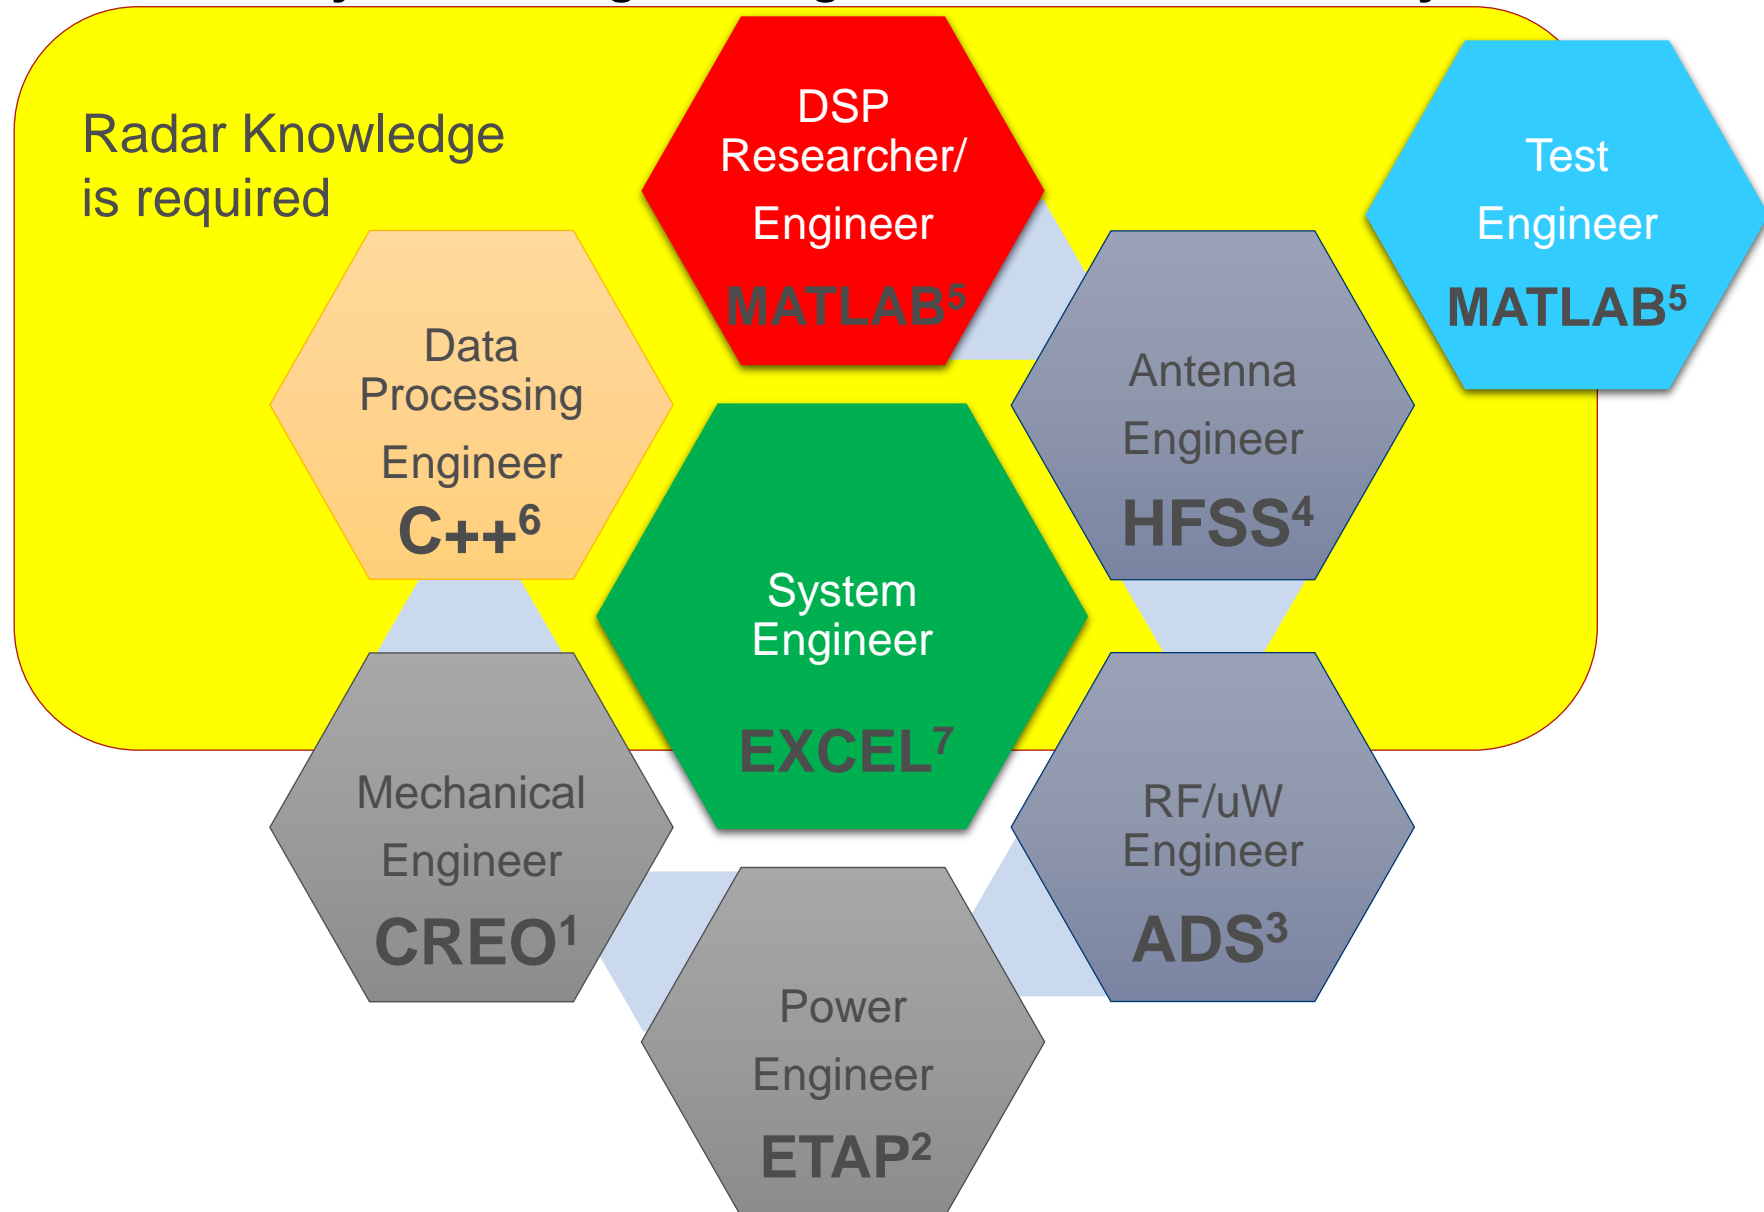 Radar Knowledge
is required
DSP
Researcher/
Engineer
MATLAB⁵
Test
Engineer
MATLAB⁵
Data
Processing
Engineer
C++⁶
Antenna
Engineer
HFSS⁴
System
Engineer
EXCEL⁷
Mechanical
Engineer
CREO¹
RF/uW
Engineer
ADS³
Power
Engineer
ETAP²